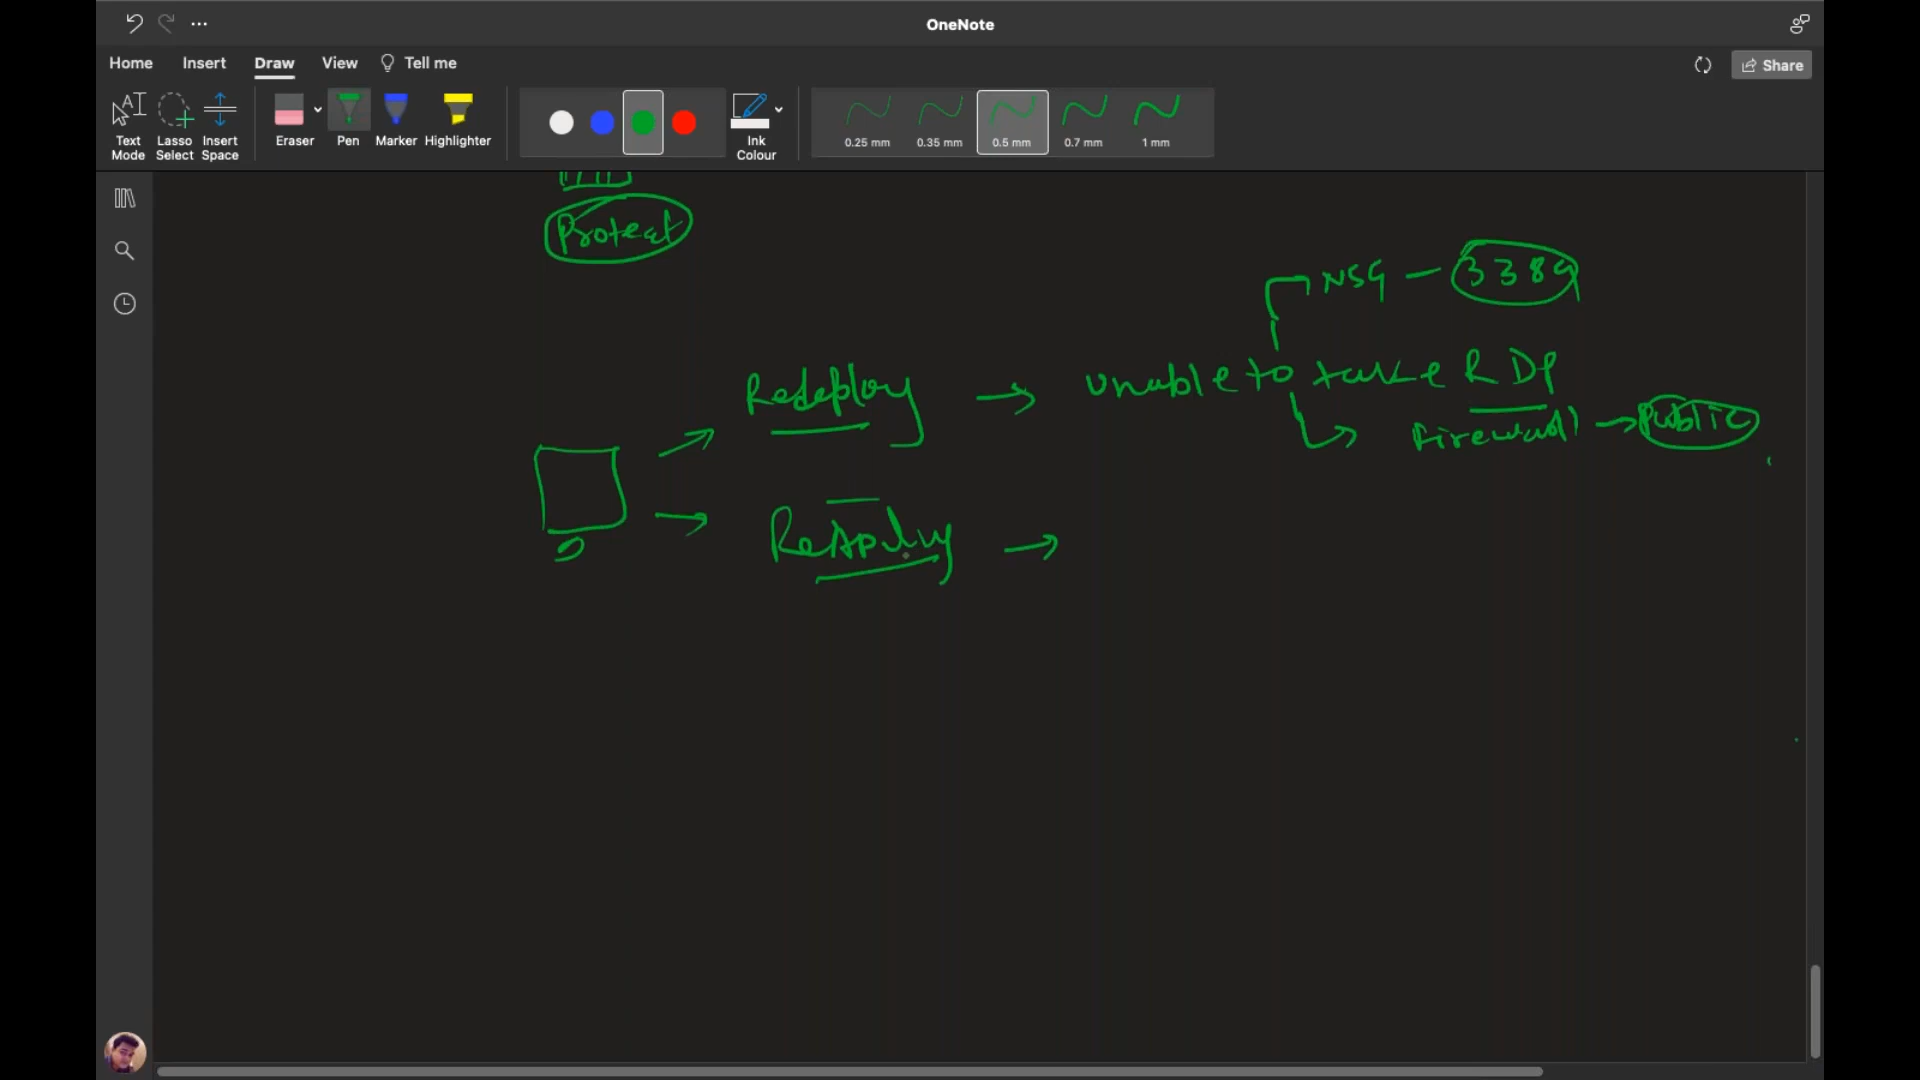 OneNote
Home Insert Draw View Tell me
Share
Text Mode
Lasso Select
Insert Space
Eraser
Pen
Marker
Highlighter
Ink Colour
0.25 mm
0.35 mm
0.5 mm
0.7 mm
1 mm
Protect
NSG - 3389
Redeploy → unable to take RDP
firewall → public
ReApply →